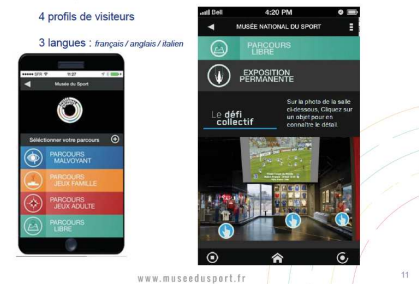 4 profils de visiteurs
3 langues : français / anglais / italien
11:27
Musée du Sport
Sélectionner votre parcours
PARCOURS
MALVOYANT
PARCOURS
JEUX FAMILLE
PARCOURS
JEUX ADULTE
PARCOURS
LIBRE
Dell
4:20 PM
MUSÉE NATIONAL DU SPORT
PARCOURS
LIBRE
EXPOSITION
PERMANENTE
Le défi
collectif
Sur la photo de la salle
ci-dessous, Cliquez sur
un objet pour en
connaitre le détail.
www.museedusport.fr
11